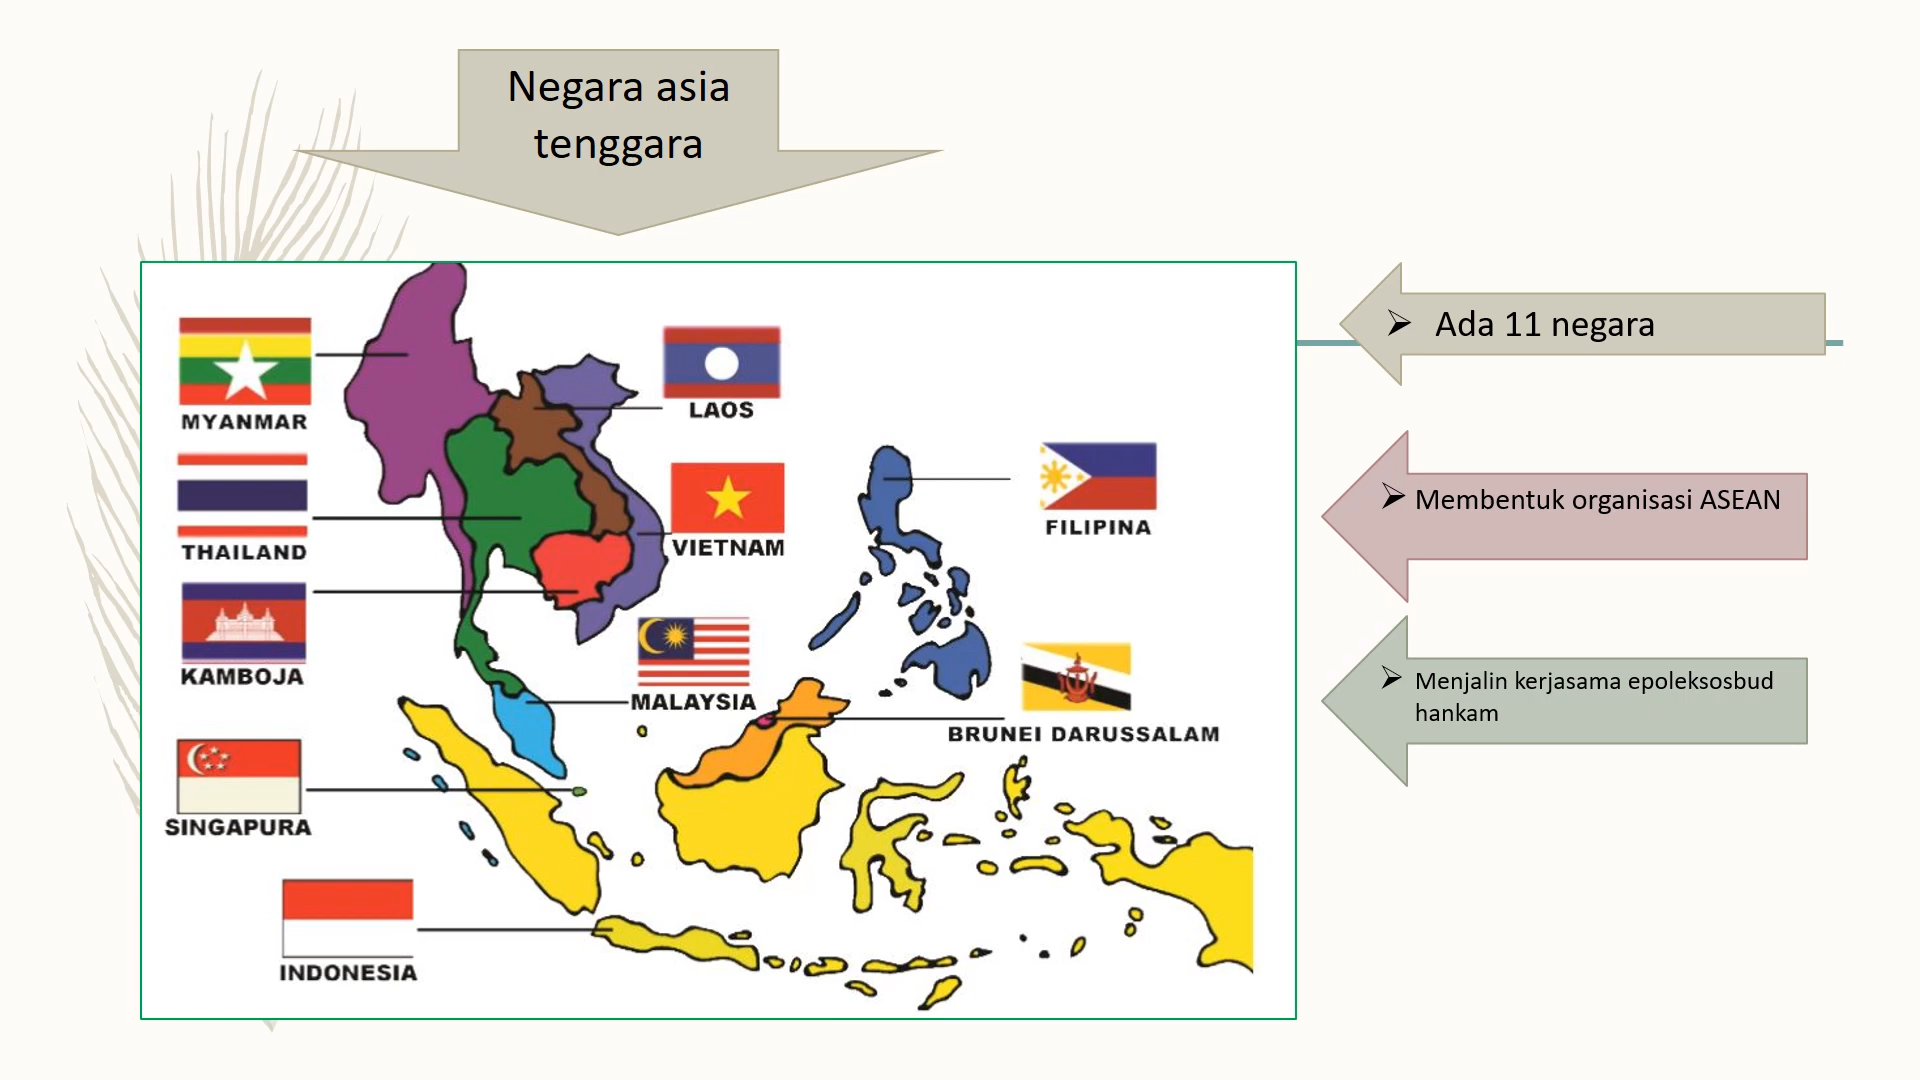 Negara asia
tenggara
MYANMAR
LAOS
THAILAND
VIETNAM
FILIPINA
KAMBOJA
MALAYSIA
BRUNEI DARUSSALAM
SINGAPURA
INDONESIA
➢ Ada 11 negara
➢ Membentuk organisasi ASEAN
➢ Menjalin kerjasama epoleksosbud
hankam